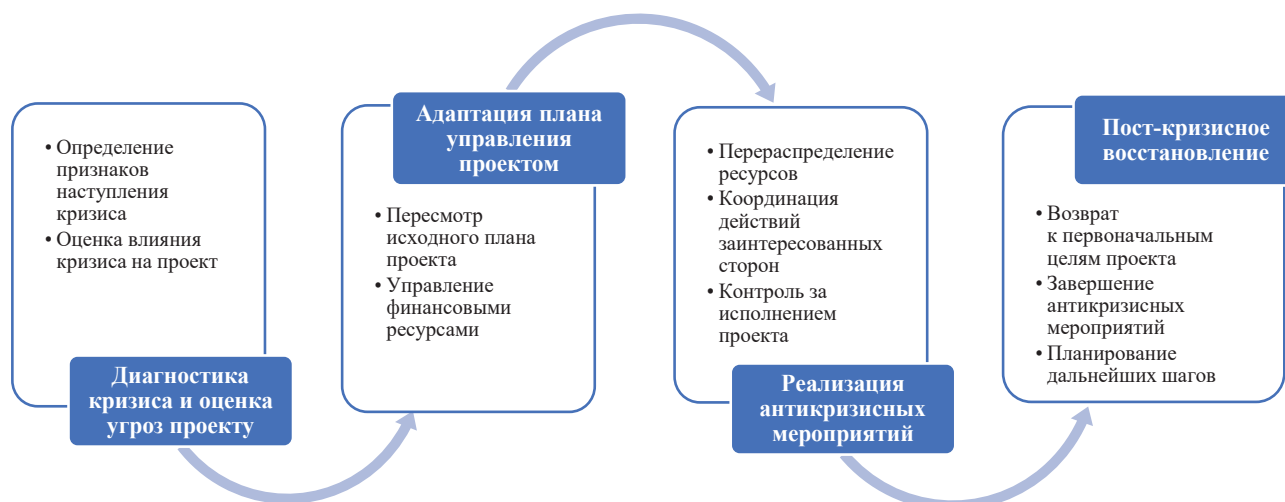 • Определение
признаков
наступления
кризиса
• Оценка влияния
кризиса на проект
Диагностика
кризиса и оценка
угроз проекту
Адаптация плана
управления
проектом
• Пересмотр
исходного плана
проекта
• Управление
финансовыми
ресурсами
• Перераспределение
ресурсов
• Координация
действий
заинтересованных
сторон
• Контроль за
исполнением
проекта
Реализация
антикризисных
мероприятий
Пост-кризисное
восстановление
• Возврат
к первоначальным
целям проекта
• Завершение
антикризисных
мероприятий
• Планирование
дальнейших шагов